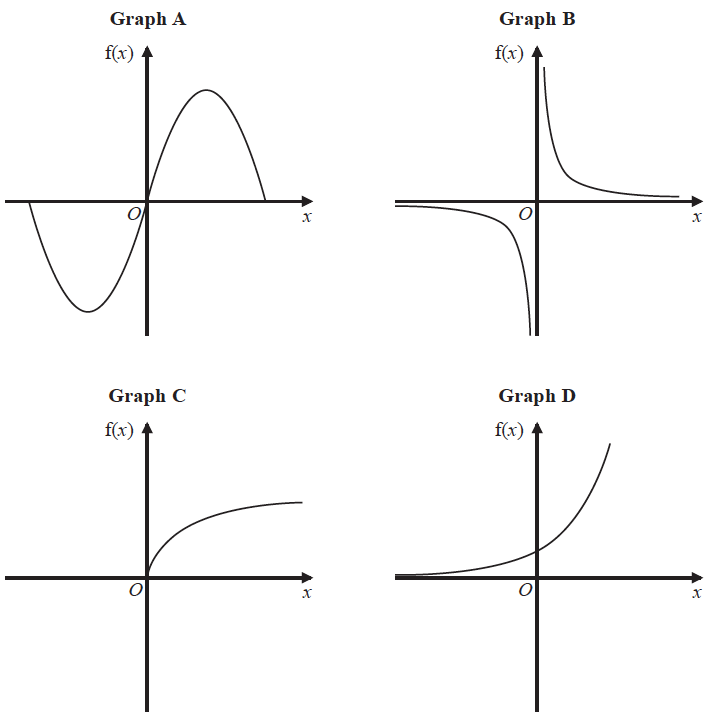 Graph A
f(x)
O
x
Graph B
f(x)
O
x
Graph C
f(x)
O
x
Graph D
f(x)
O
x